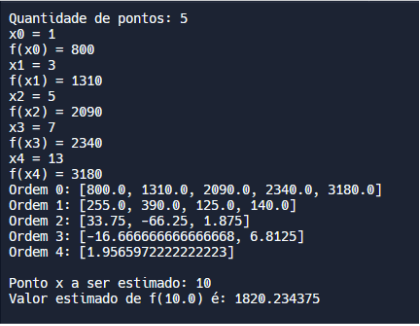 Quantidade de pontos: 5
x0 = 1
f(x0) = 800
x1 = 3
f(x1) = 1310
x2 = 5
f(x2) = 2090
x3 = 7
f(x3) = 2340
x4 = 13
f(x4) = 3180
Ordem 0: [800.0, 1310.0, 2090.0, 2340.0, 3180.0]
Ordem 1: [255.0, 390.0, 125.0, 140.0]
Ordem 2: [33.75, -66.25, 1.875]
Ordem 3: [-16.666666666666668, 6.8125]
Ordem 4: [1.9565972222222223]
Ponto x a ser estimado: 10
Valor estimado de f(10.0) é: 1820.234375